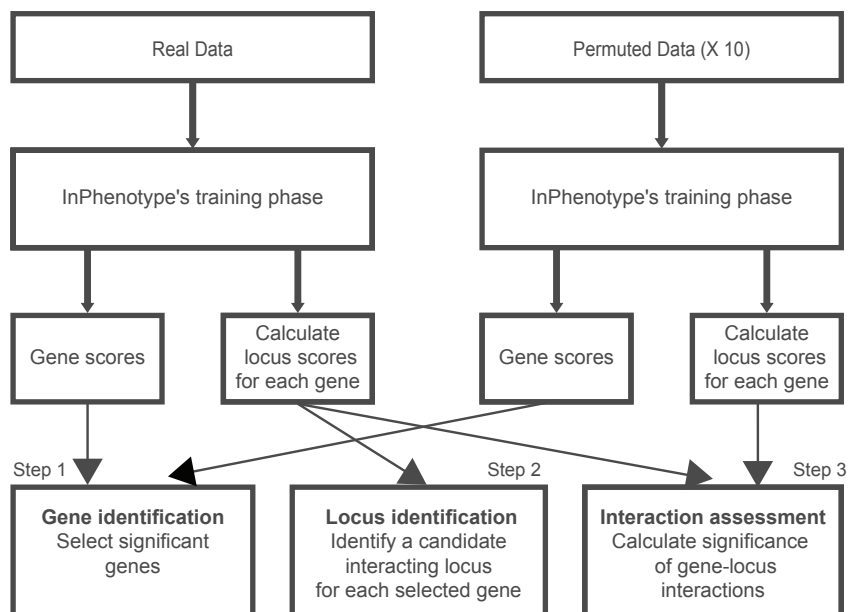 Real Data
Permuted Data (X 10)
InPhenotype's training phase
InPhenotype's training phase
Gene scores
Calculate
locus scores
for each gene
Gene scores
Calculate
locus scores
for each gene
Step 1
Gene identification
Select significant
genes
Step 2
Locus identification
Identify a candidate
interacting locus
for each selected gene
Step 3
Interaction assessment
Calculate significance
of gene-locus
interactions